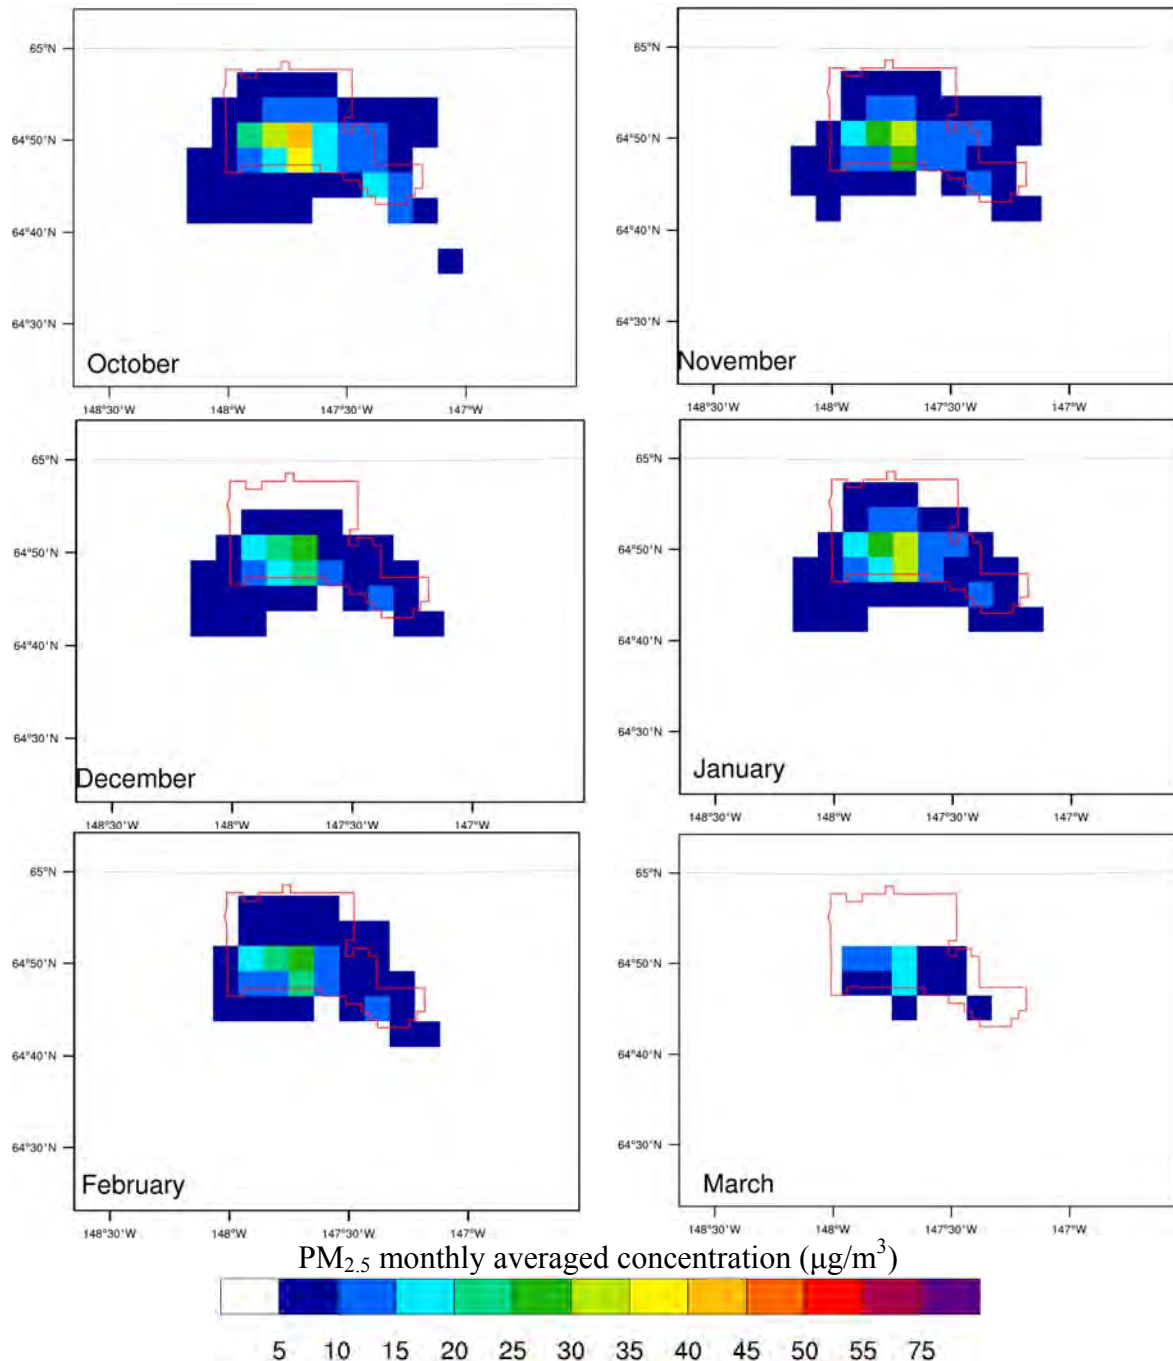 65°N
64°50'N
64°40'N
64°30'N
October
148°30'W 148°W 147°30'W 147°W
65°N
64°50'N
64°40'N
64°30'N
November
148°30'W 148°W 147°30'W 147°W
65°N
64°50'N
64°40'N
64°30'N
December
148°30'W 148°W 147°30'W 147°W
65°N
64°50'N
64°40'N
64°30'N
January
148°30'W 148°W 147°30'W 147°W
65°N
64°50'N
64°40'N
64°30'N
February
148°30'W 148°W 147°30'W 147°W
65°N
64°50'N
64°40'N
64°30'N
March
148°30'W 148°W 147°30'W 147°W
PM2.5 monthly averaged concentration (μg/m³)
5 10 15 20 25 30 35 40 45 50 55 75